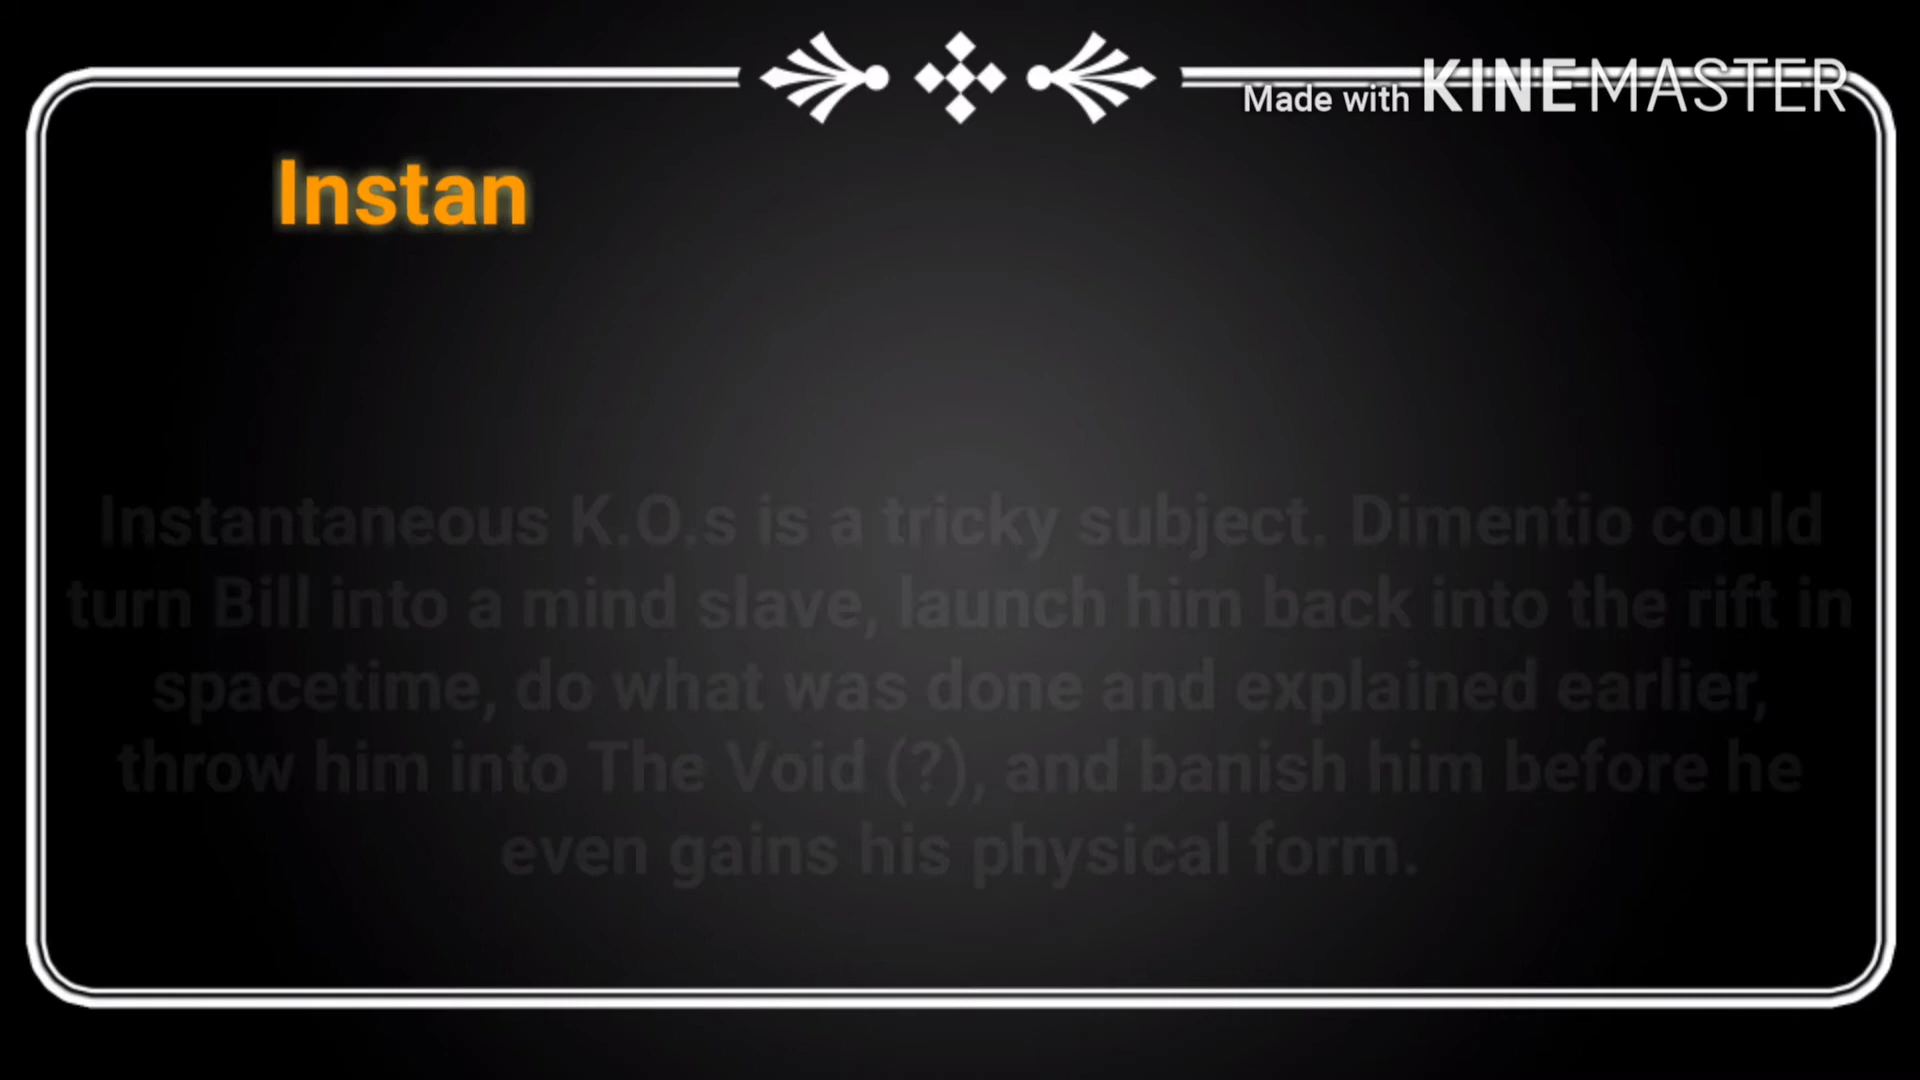 Made with KINEMASTER
Instan
Instantaneous K.O.s is a tricky subject. Dimentio could
turn Bill into a mind slave, launch him back into the rift in
spacetime, do what was done and explained earlier,
throw him into The Void (?), and banish him before he
even gains his physical form.